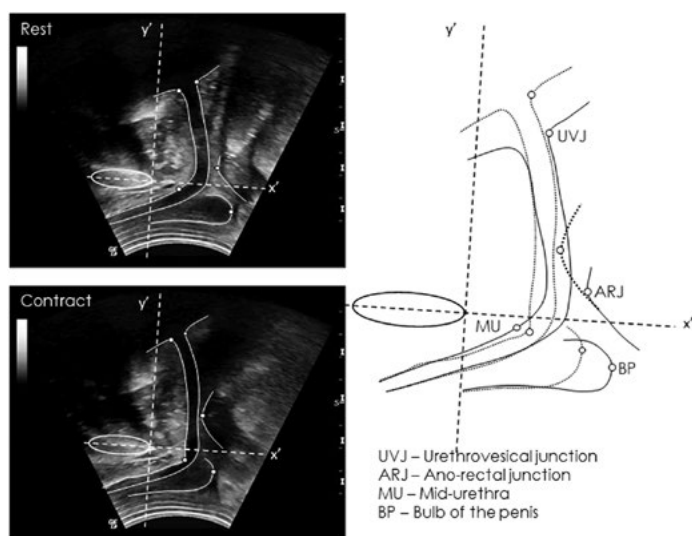 Rest
y'
x'
Contract
y'
x'
y'
UVJ
ARJ
x'
MU
BP
UVJ – Urethrovesical junction
ARJ – Ano-rectal junction
MU – Mid-urethra
BP – Bulb of the penis